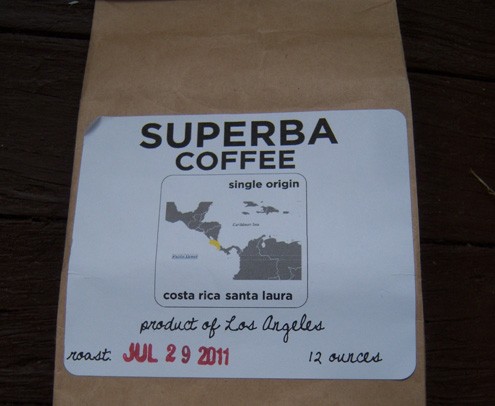 SUPERBA
COFFEE
single origin
Caribbean Sea
costa rica santa laura
product of Los Angeles
roast. JUL 29 2011
12 ounces